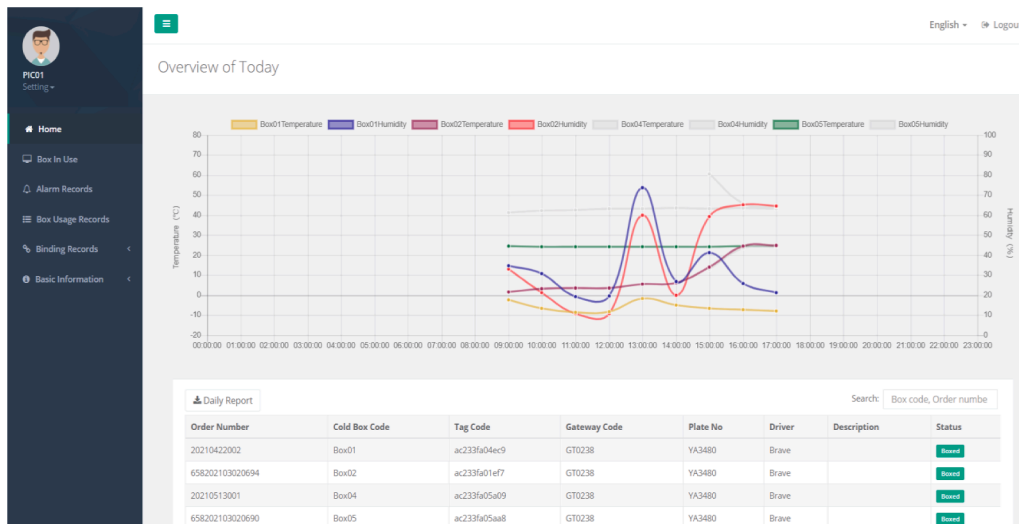 English
Logou
PIC01
Setting
Overview of Today
Home
Box In Use
Alarm Records
Box Usage Records
Binding Records
Basic Information
Box01Temperature Box01Humidity Box02Temperature Box02Humidity Box04Temperature Box04Humidity Box05Temperature Box05Humidity
80 100
70 90
60 80
50 70
40 60
30 50
20 40
10 30
0 20
-10 10
-20 0
Temperature (°C)
Humidity (%)
00:00:00 01:00:00 02:00:00 03:00:00 04:00:00 05:00:00 06:00:00 07:00:00 08:00:00 09:00:00 10:00:00 11:00:00 12:00:00 13:00:00 14:00:00 15:00:00 16:00:00 17:00:00 18:00:00 19:00:00 20:00:00 21:00:00 22:00:00 23:00:00
Daily Report Search: Box code, Order numbe
Order Number Cold Box Code Tag Code Gateway Code Plate No Driver Description Status
20210422002 Box01 ac233fa04ec9 GT0238 YA3480 Brave Boxed
658202103020694 Box02 ac233fa01ef7 GT0238 YA3480 Brave Boxed
20210513001 Box04 ac233fa05a09 GT0238 YA3480 Brave Boxed
658202103020690 Box05 ac233fa05aa8 GT0238 YA3480 Brave Boxed